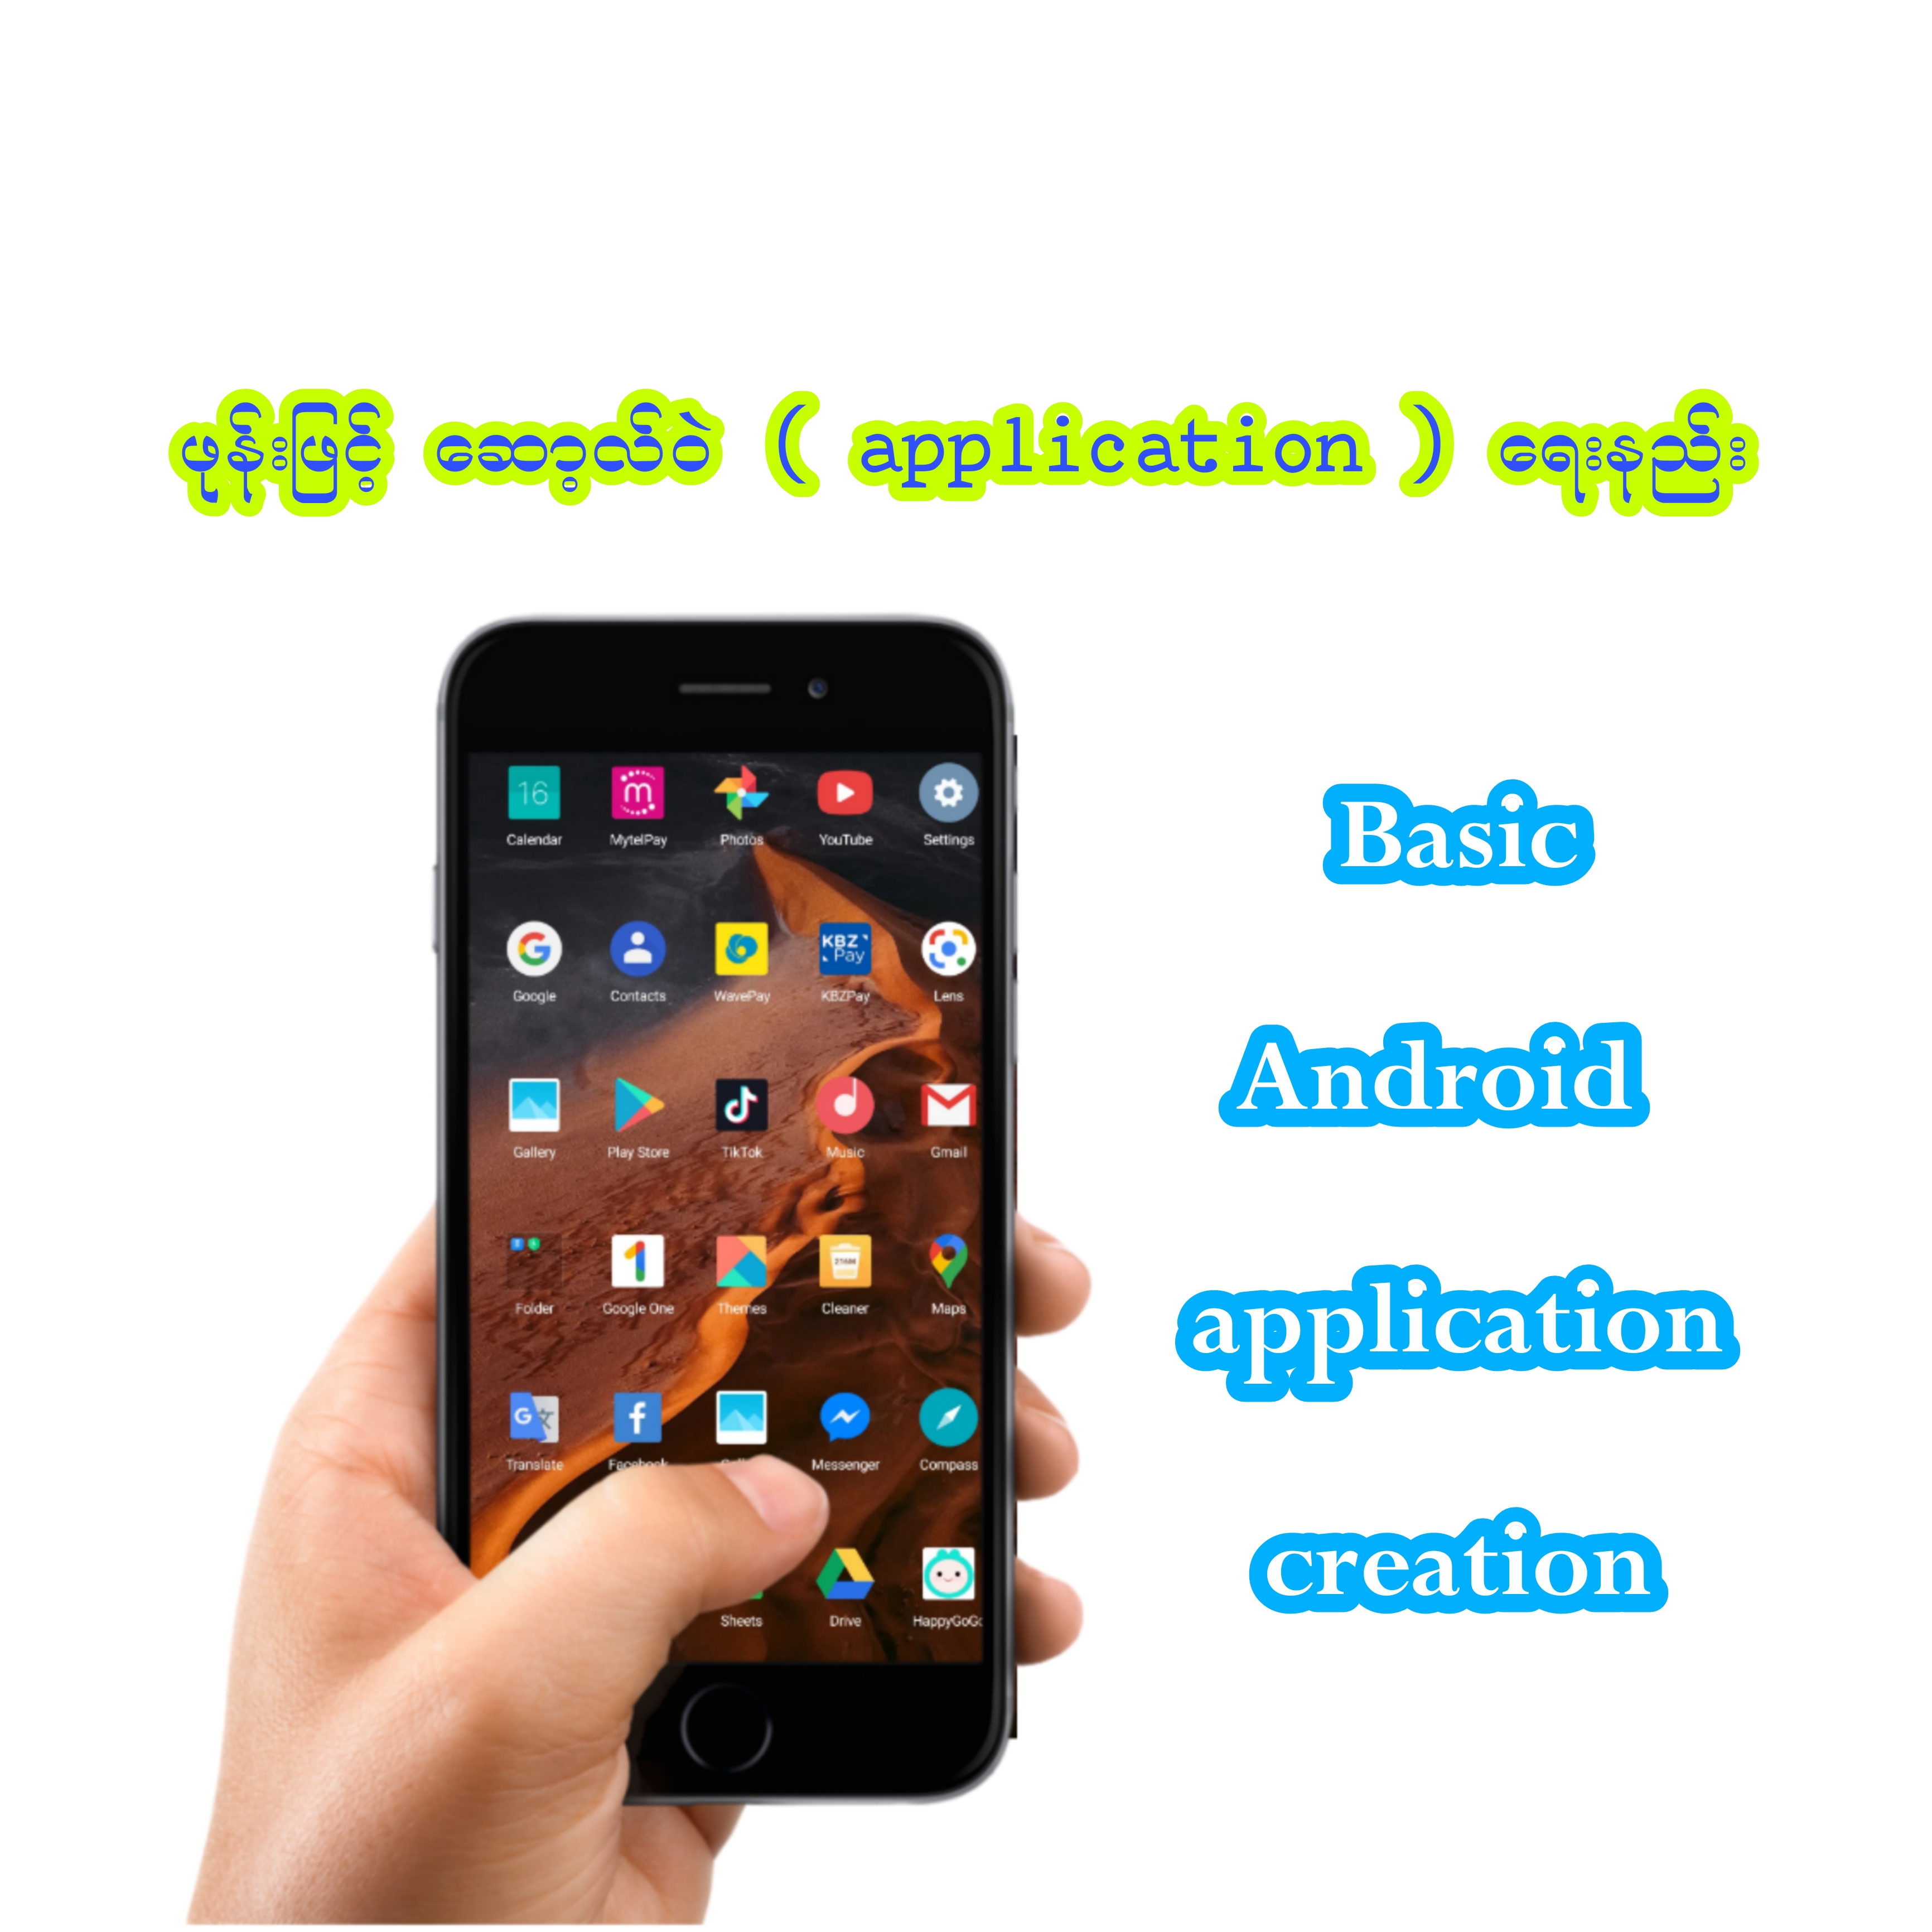 ဖုန်းဖြင့် ဆော့လ်ဝဲ ( application ) ရေးနည်း
Basic
Android
application
creation
16
m
Calendar MytelPay Photos YouTube Settings
KBZ Pay
Google Contacts WavePay KBZPay Lens
Gallery Play Store TikTok Music Gmail
Folder Google One Themes Cleaner Maps
Translate Facebook Messenger Compass
Sheets Drive HappyGoGo